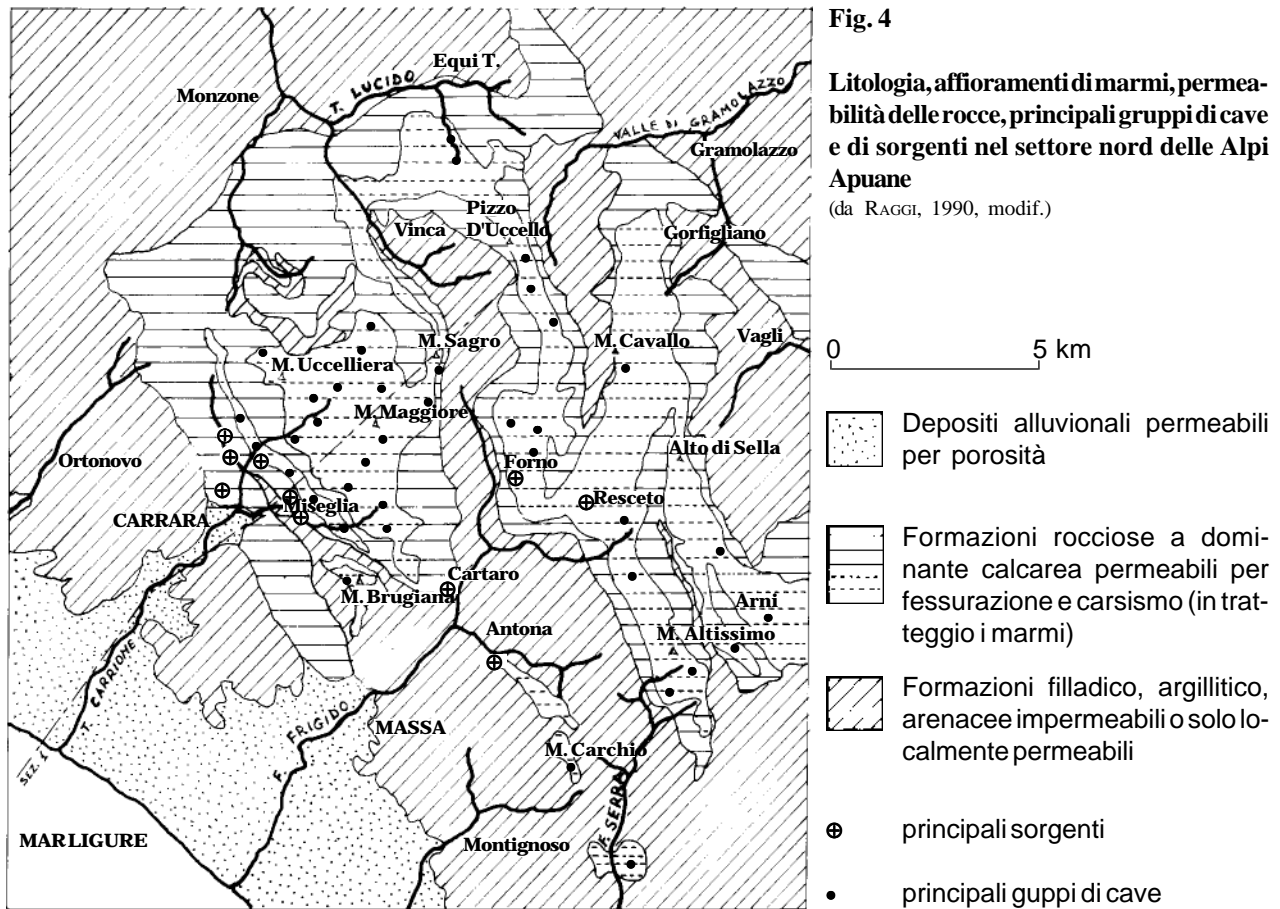 Fig. 4
Litologia, affioramenti di marmi, permea-
bilità delle rocce, principali gruppi di cave
e di sorgenti nel settore nord delle Alpi
Apuane
(da RAGGI, 1990, modif.)
0 5 km
Depositi alluvionali permeabili
per porosità
Formazioni rocciose a domi-
nante calcarea permeabili per
fessurazione e carsismo (in trat-
teggio i marmi)
Formazioni filladico, argillitico,
arenacee impermeabili o solo lo-
calmente permeabili
principali sorgenti
principali guppi di cave
Equi T.
Monzone
T. LUCIDO
VALLE DI GRAMOLAZZO
Gramolazzo
Pizzo
D'Uccello
Vinca
Gorfigliano
Vagli
M. Sagro
M. Cavallo
M. Uccelliera
M. Maggiore
Ortonovo
Forno
Alto di Sella
Resceto
Miseglia
CARRARA
Cartaro
M. Brugiana
Arni
Antona
M. Altissimo
T. CARRIONE
F. FRIGIDO
MASSA
M. Carchio
SEZ. 1
F. SERRA
MAR LIGURE
Montignoso